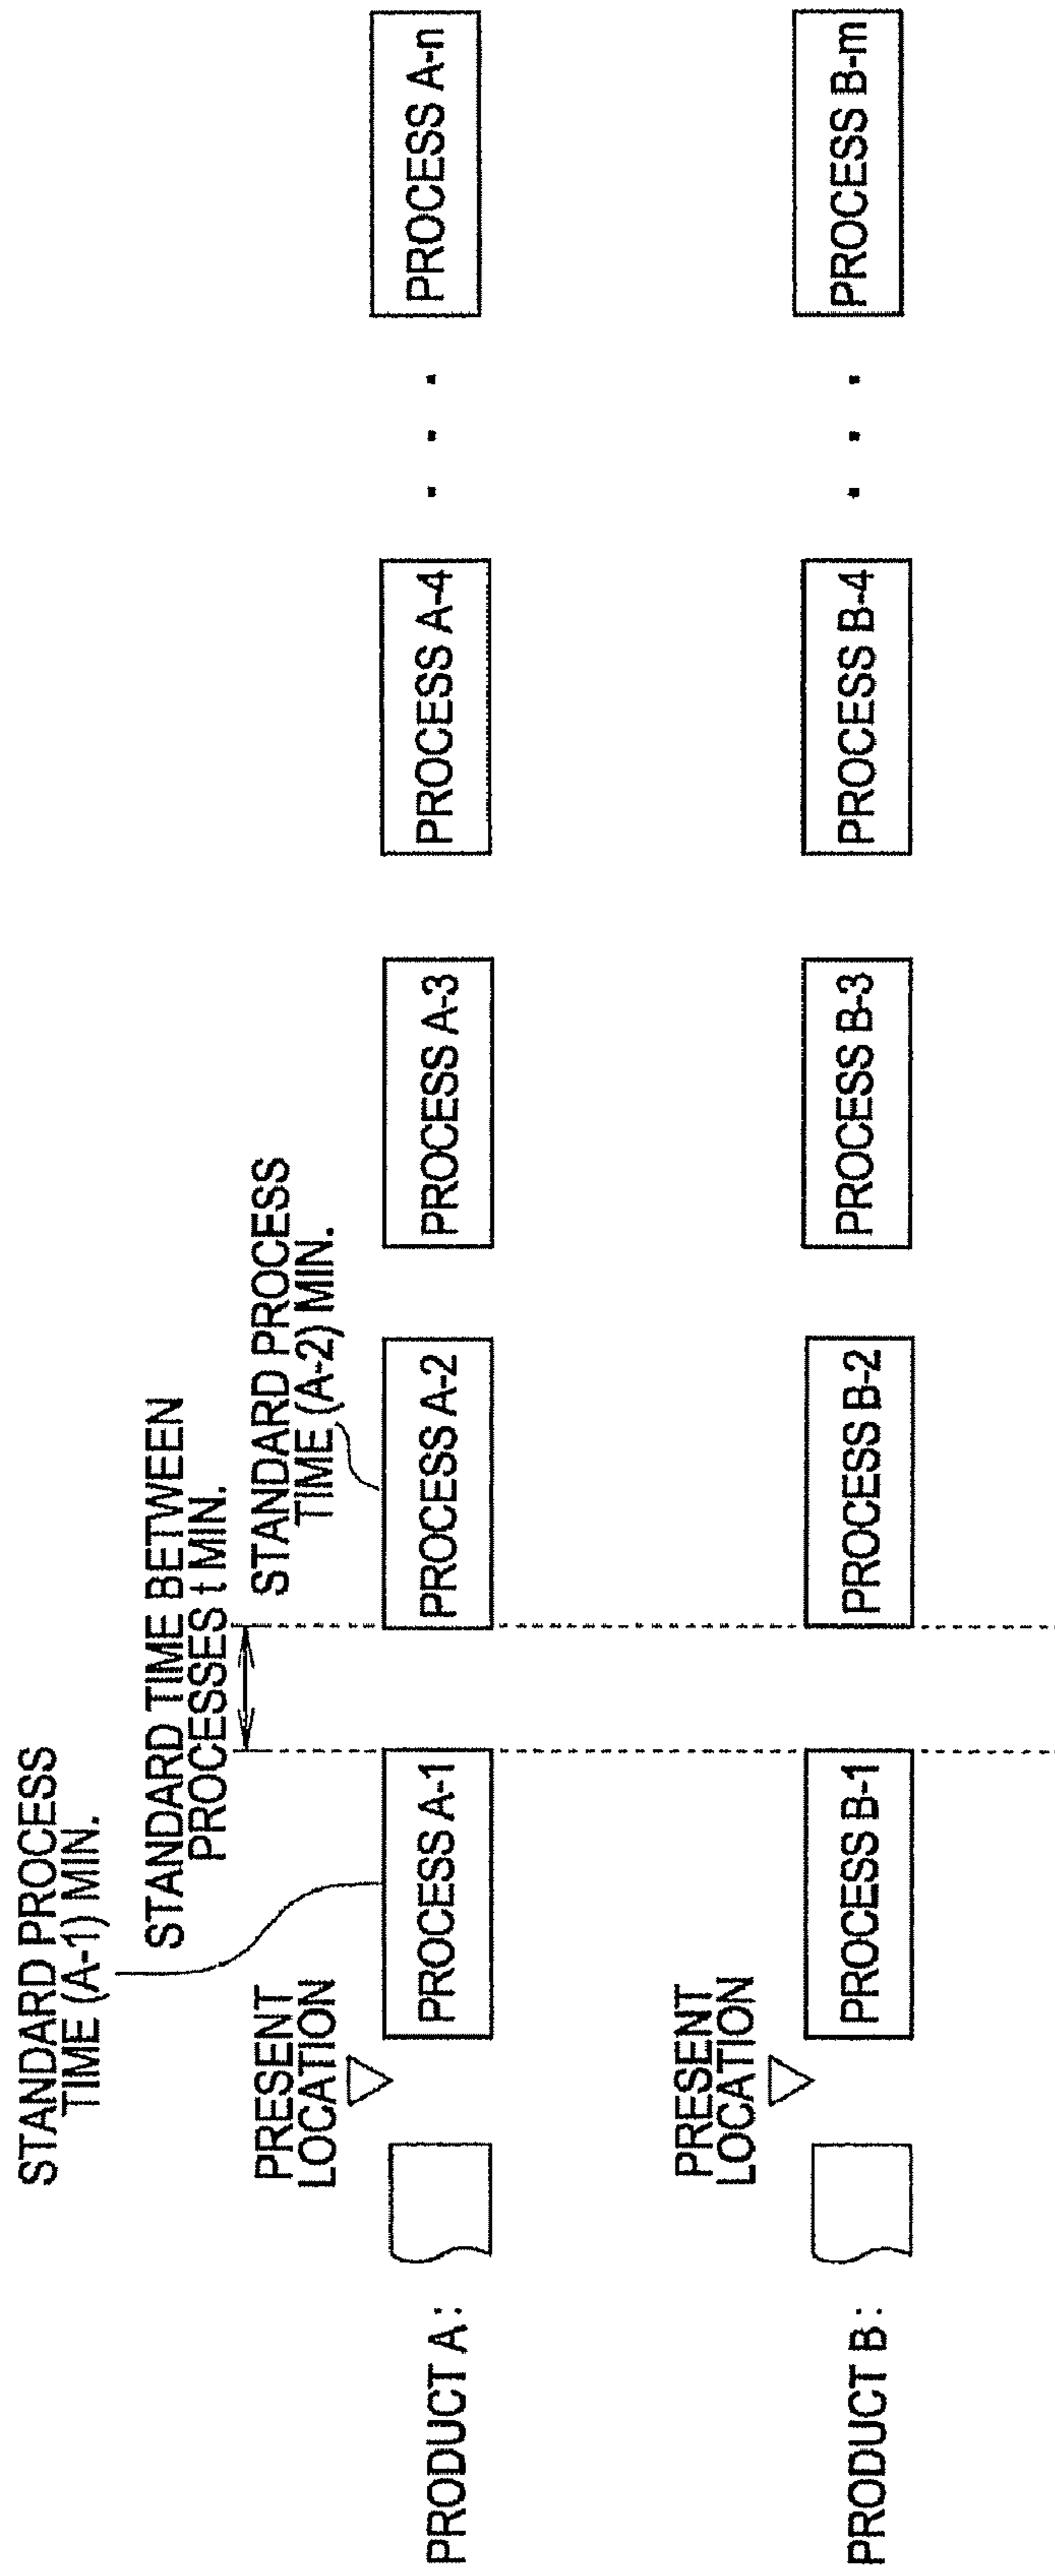 STANDARD PROCESS
TIME (A-1) MIN.
STANDARD TIME BETWEEN
PROCESSES t MIN.
STANDARD PROCESS
TIME (A-2) MIN.
PRESENT
LOCATION
PRODUCT A :
PROCESS A-1
PROCESS A-2
PROCESS A-3
PROCESS A-4
. . .
PROCESS A-n
PRESENT
LOCATION
PRODUCT B :
PROCESS B-1
PROCESS B-2
PROCESS B-3
PROCESS B-4
. . .
PROCESS B-m